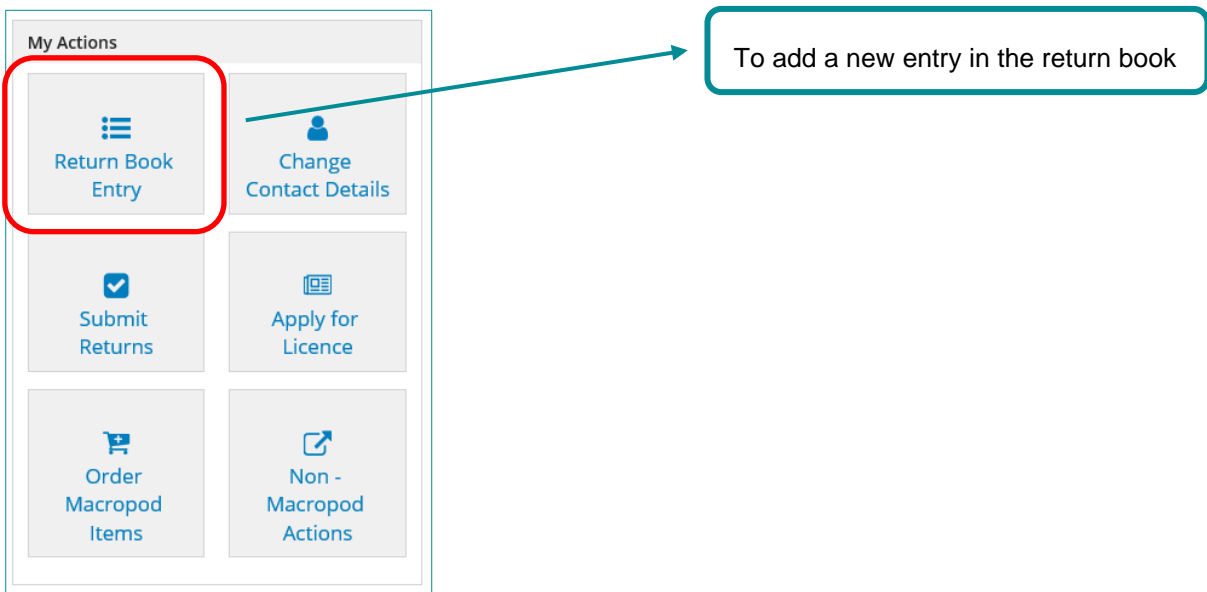 My Actions
To add a new entry in the return book
Return Book
Entry
Change
Contact Details
Submit
Returns
Apply for
Licence
Order
Macropod
Items
Non -
Macropod
Actions